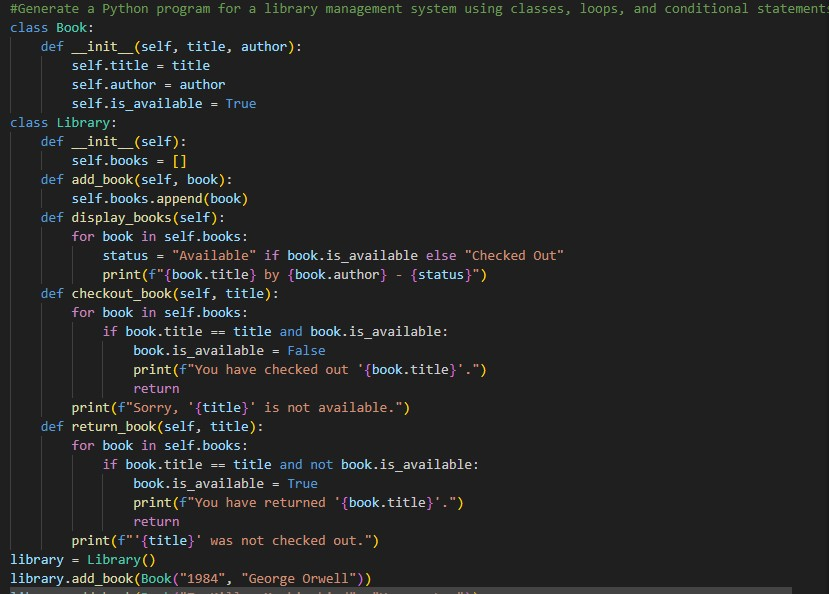 #Generate a Python program for a library management system using classes, loops, and conditional statements
class Book:
    def __init__(self, title, author):
        self.title = title
        self.author = author
        self.is_available = True
class Library:
    def __init__(self):
        self.books = []
    def add_book(self, book):
        self.books.append(book)
    def display_books(self):
        for book in self.books:
            status = "Available" if book.is_available else "Checked Out"
            print(f"{book.title} by {book.author} - {status}")
    def checkout_book(self, title):
        for book in self.books:
            if book.title == title and book.is_available:
                book.is_available = False
                print(f"You have checked out '{book.title}'.")
                return
        print(f"Sorry, '{title}' is not available.")
    def return_book(self, title):
        for book in self.books:
            if book.title == title and not book.is_available:
                book.is_available = True
                print(f"You have returned '{book.title}'.")
                return
        print(f"'{title}' was not checked out.")
library = Library()
library.add_book(Book("1984", "George Orwell"))